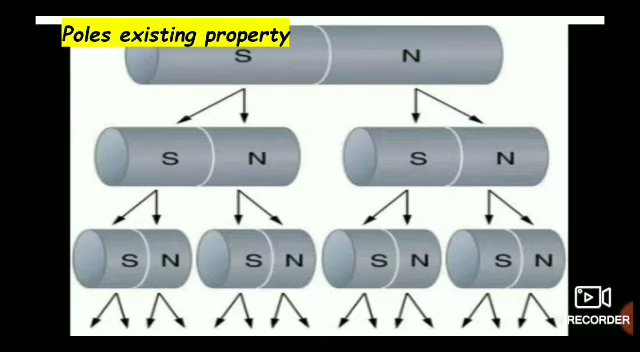 Poles existing property
S N
S N S N
S N S N S N S N
RECORDER